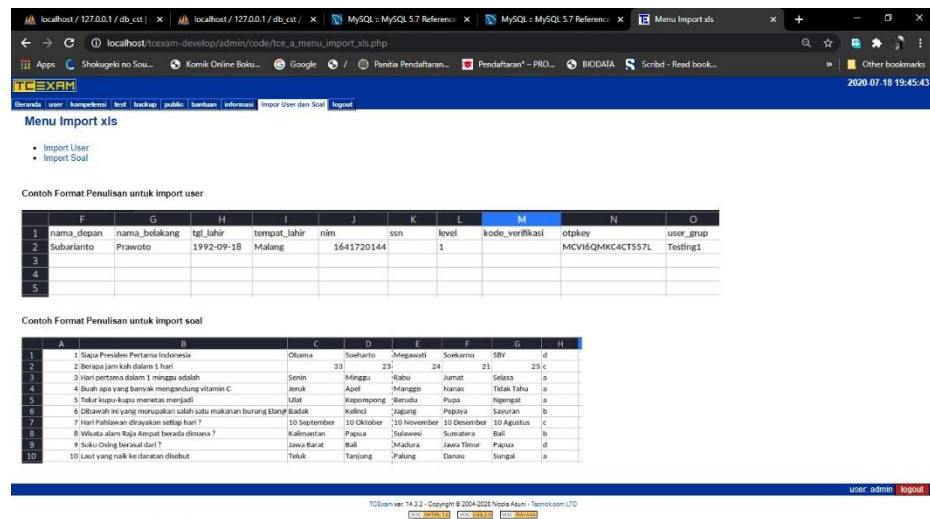 localhost / 127.0.0.1 / db_cst |
localhost / 127.0.0.1 / db_cst /
MySQL :: MySQL 5.7 Reference
MySQL :: MySQL 5.7 Reference
Menu Import xls
localhost/tcexam-develop/admin/code/tce_a_menu_import_xls.php
Apps Shokugeki no Sou... Komik Online Boku... Google / Panitia Pendaftaran... Pendaftaran" – PRO... BIODATA Scribd - Read book... » Other bookmarks
TCEXAM 2020-07-18 19:45:43
Beranda user kompetensi test backup public bantuan informasi Impor User dan Soal logout
Menu Import xls
Import User
Import Soal
Contoh Format Penulisan untuk import user
F G H I J K L M N O
1 nama_depan nama_belakang tgl_lahir tempat_lahir nim ssn level kode_verifikasi otpkey user_grup
2 Subarianto Prawoto 1992-09-18 Malang 1641720144 1 MCVI6QMKC4CT557L Testing1
3
4
5
Contoh Format Penulisan untuk import soal
A B C D E F G H
1 1 Siapa Presiden Pertama Indonesia Obama Soeharto Megawati Soekarno SBY d
2 2 Berapa jam kah dalam 1 hari 33 23 24 21 25 c
3 3 Hari pertama dalam 1 minggu adalah Senin Minggu Rabu Jumat Selasa a
4 4 Buah apa yang banyak mengandung vitamin C Jeruk Apel Manggis Nanas Tidak Tahu a
5 5 Telur kupu-kupu menetas menjadi Ulat Kepompong Berudu Pupa Ngengat a
6 6 Dibawah ini yang merupakan salah satu makanan burung Elang Badak Kelinci Jagung Pepaya Sayuran b
7 7 Hari Pahlawan dirayakan setiap hari ? 10 September 10 Oktober 10 November 10 Desember 10 Agustus c
8 8 Wisata alam Raja Ampat berada dimana ? Kalimantan Papua Sulawesi Sumatera Bali b
9 9 Suku Osing berasal dari ? Jawa Barat Bali Madura Jawa Timur Papua d
10 10 Laut yang naik ke daratan disebut Teluk Tanjung Palung Danau Sungai a
user: admin logout
TCExam ver. 14.3.2 - Copyright © 2004-2020 Nicola Asuni - Tecnick.com LTD